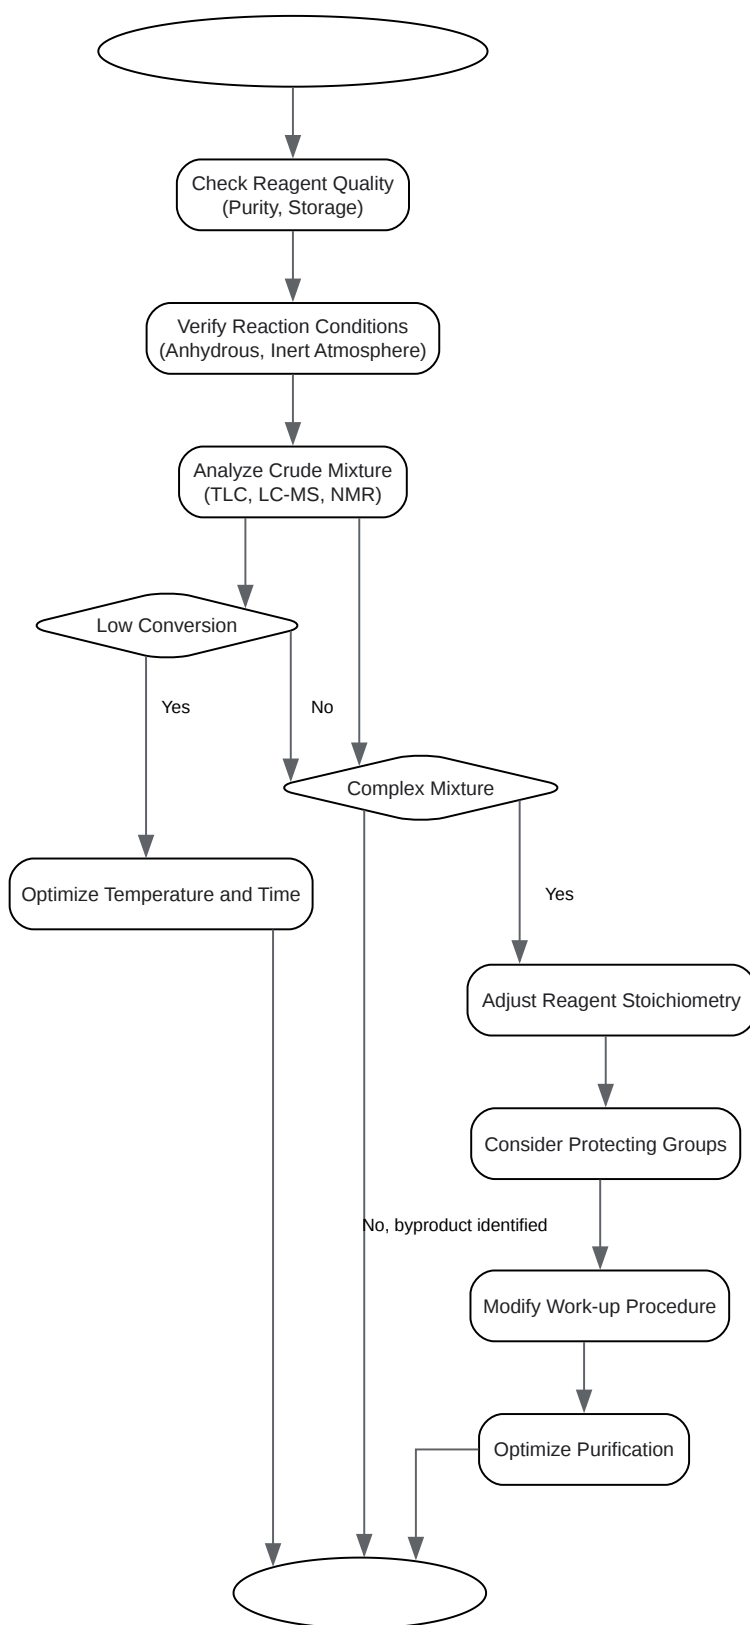 Check Reagent Quality
(Purity, Storage)
Verify Reaction Conditions
(Anhydrous, Inert Atmosphere)
Analyze Crude Mixture
(TLC, LC-MS, NMR)
Low Conversion
Yes
No
Complex Mixture
Optimize Temperature and Time
Yes
Adjust Reagent Stoichiometry
Consider Protecting Groups
No, byproduct identified
Modify Work-up Procedure
Optimize Purification